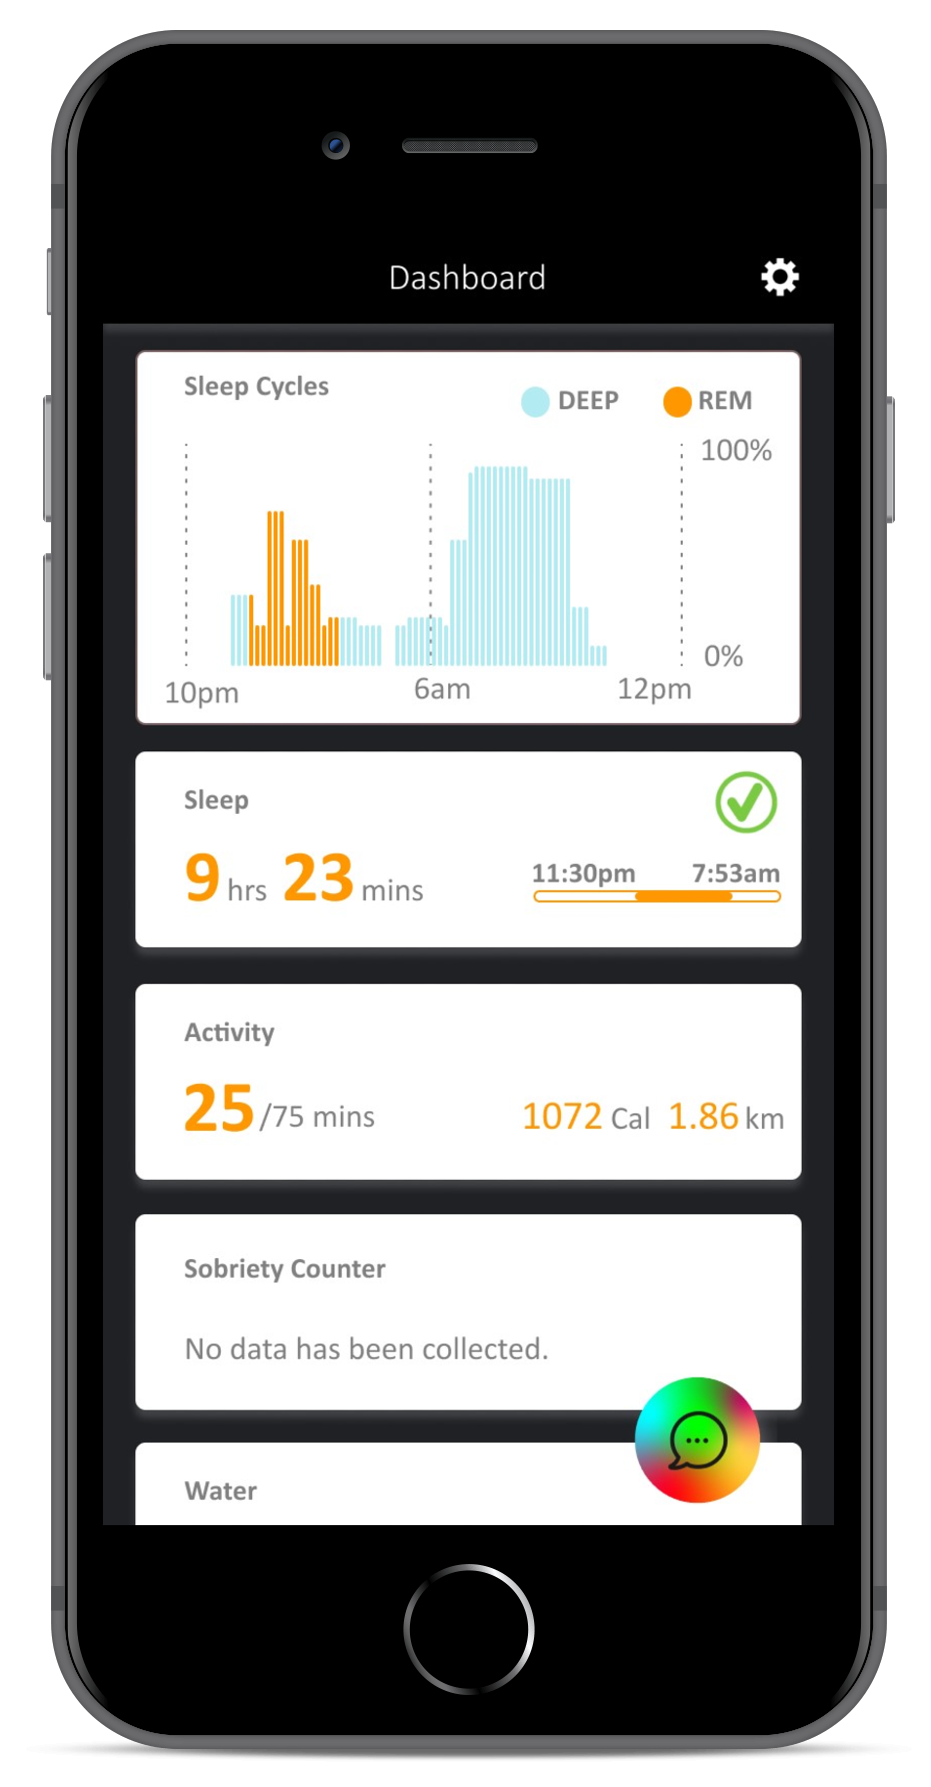 Dashboard
Sleep Cycles
DEEP
REM
100%
0%
10pm
6am
12pm
Sleep
9 hrs 23 mins
11:30pm
7:53am
Activity
25 /75 mins
1072 Cal 1.86 km
Sobriety Counter
No data has been collected.
Water